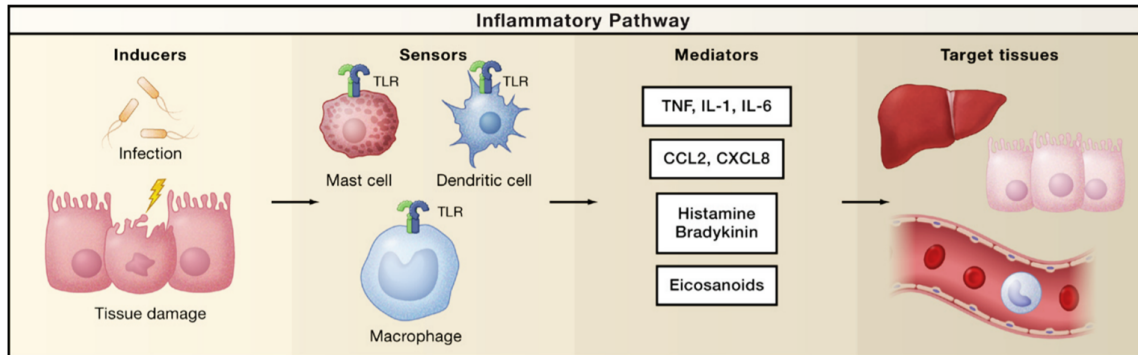 Inflammatory Pathway
Inducers
Infection
Tissue damage
Sensors
TLR
Mast cell
TLR
Dendritic cell
TLR
Macrophage
Mediators
TNF, IL-1, IL-6
CCL2, CXCL8
Histamine
Bradykinin
Eicosanoids
Target tissues